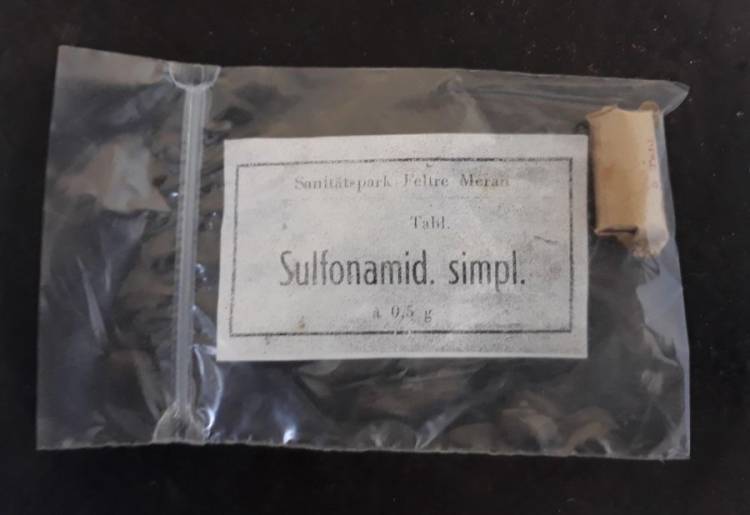 Sanitätspark Feltre Meran
Tabl.
Sulfonamid. simpl.
à 0,5 g